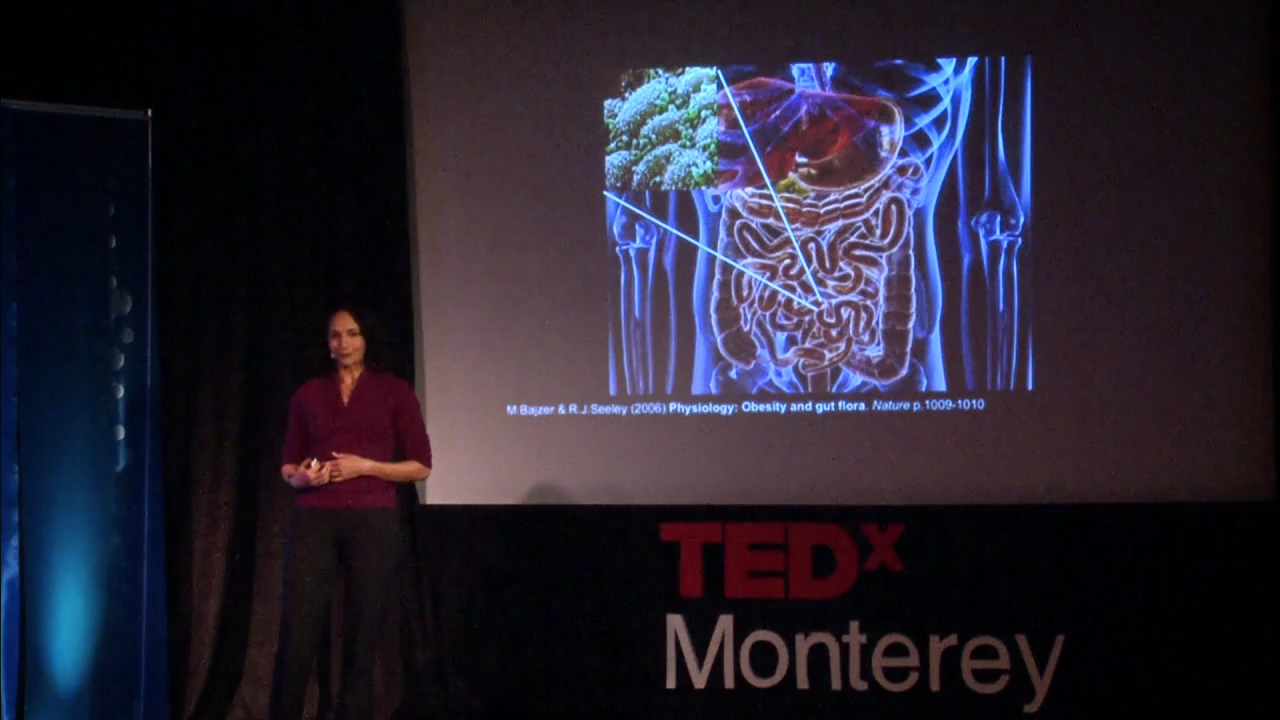 M.Bajzer & R.J.Seeley (2006) Physiology: Obesity and gut flora. Nature p.1009-1010
TEDx
Monterey